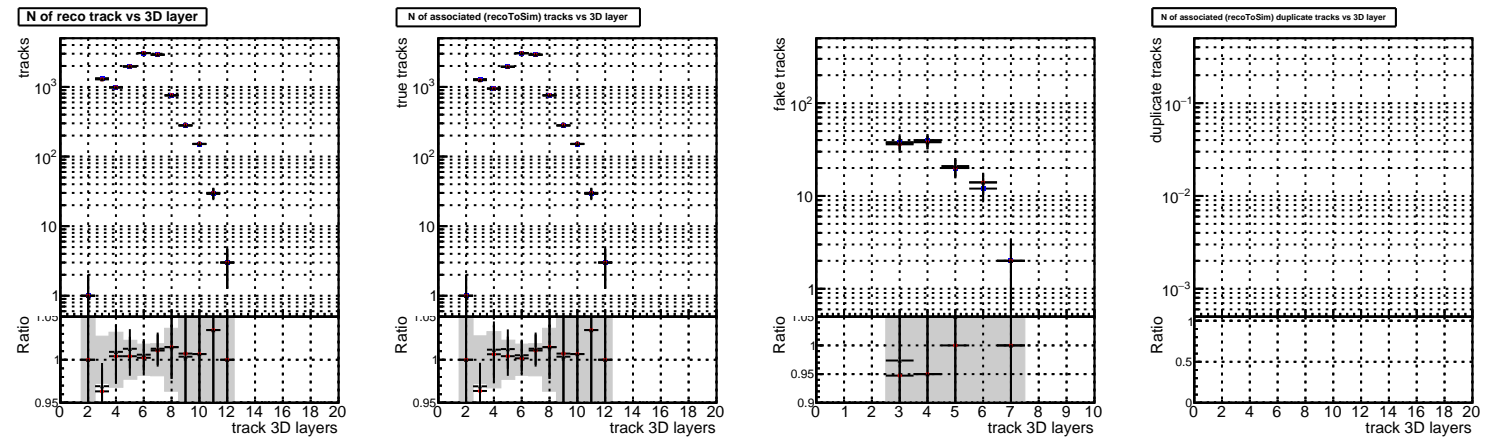 N of reco track vs 3D layer
tracks
10³
10²
10
1
Ratio
1.05
1
0.95
0 2 4 6 8 10 12 14 16 18 20
track 3D layers
N of associated (recoToSim) tracks vs 3D layer
true tracks
10³
10²
10
1
Ratio
1.05
1
0.95
0 2 4 6 8 10 12 14 16 18 20
track 3D layers
fake tracks
10²
10
1
Ratio
1.05
1
0.95
0.9
0 1 2 3 4 5 6 7 8 9 10
track 3D layers
N of associated (recoToSim) duplicate tracks vs 3D layer
duplicate tracks
10⁻¹
10⁻²
10⁻³
Ratio
1
0.5
0
0 2 4 6 8 10 12 14 16 18 20
track 3D layers